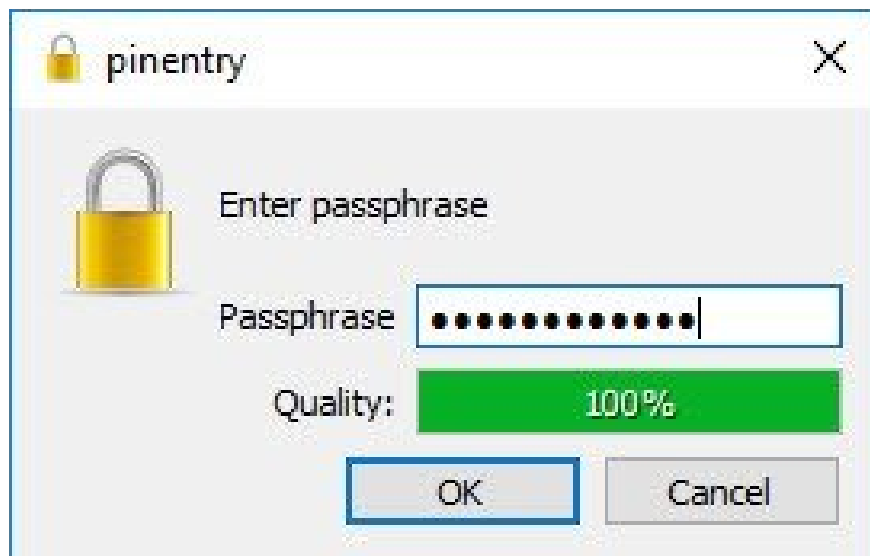 pinentry
Enter passphrase
Passphrase ••••••••••••
Quality: 100%
OK Cancel